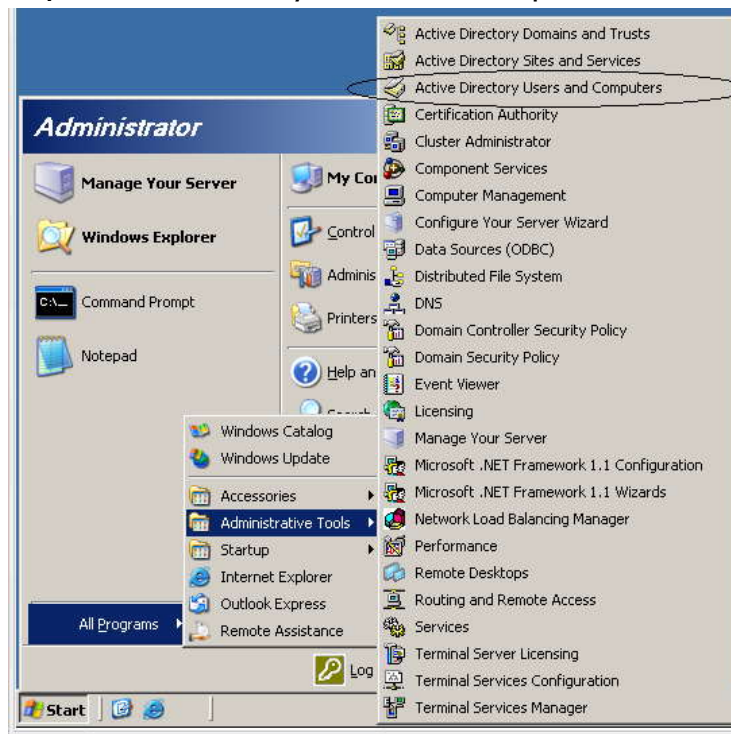 Administrator
Manage Your Server
Windows Explorer
Command Prompt
Notepad
My Co
Control
Adminis
Printers
Help an
Windows Catalog
Windows Update
Accessories
Administrative Tools
Startup
Internet Explorer
Outlook Express
Remote Assistance
All Programs
Log
Start
Active Directory Domains and Trusts
Active Directory Sites and Services
Active Directory Users and Computers
Certification Authority
Cluster Administrator
Component Services
Computer Management
Configure Your Server Wizard
Data Sources (ODBC)
Distributed File System
DNS
Domain Controller Security Policy
Domain Security Policy
Event Viewer
Licensing
Manage Your Server
Microsoft .NET Framework 1.1 Configuration
Microsoft .NET Framework 1.1 Wizards
Network Load Balancing Manager
Performance
Remote Desktops
Routing and Remote Access
Services
Terminal Server Licensing
Terminal Services Configuration
Terminal Services Manager